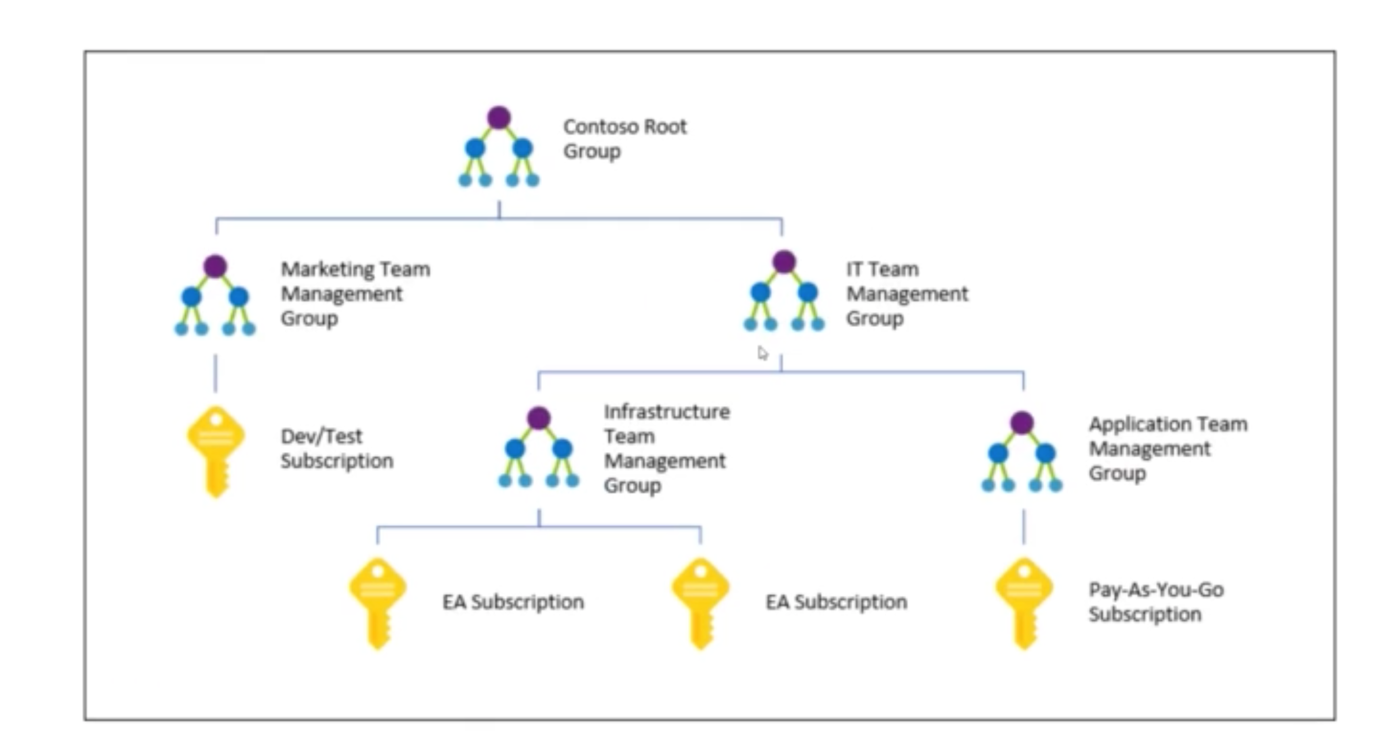 Contoso Root
Group
Marketing Team
Management
Group
IT Team
Management
Group
Dev/Test
Subscription
Infrastructure
Team
Management
Group
Application Team
Management
Group
EA Subscription
EA Subscription
Pay-As-You-Go
Subscription